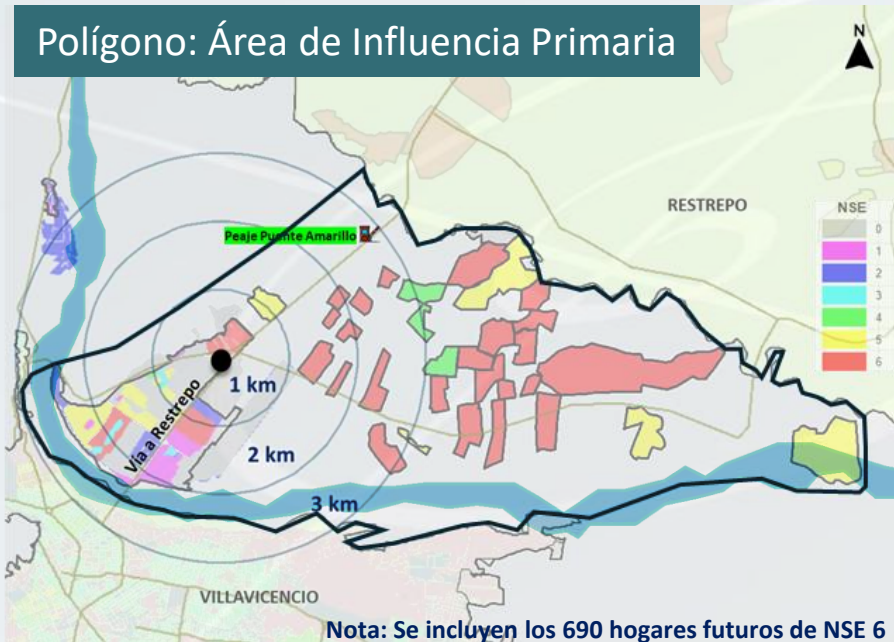 Polígono: Área de Influencia Primaria
N
RESTREPO
NSE
0
1
2
3
4
5
6
Peaje Puente Amarillo
1 km
Via a Restrepo
2 km
3 km
VILLAVICENCIO
Nota: Se incluyen los 690 hogares futuros de NSE 6